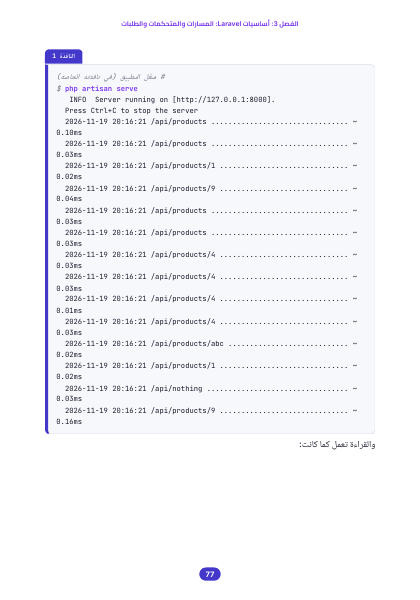 الفصل 3: أساسيات Laravel: المسارات والمتحكمات والطلبات
النافذة 1
# شغّل التطبيق (في نافذته الخاصة)
$ php artisan serve
INFO  Server running on [http://127.0.0.1:8000].
Press Ctrl+C to stop the server
2026-11-19 20:16:21 /api/products ................................ ~
0.10ms
2026-11-19 20:16:21 /api/products ................................ ~
0.03ms
2026-11-19 20:16:21 /api/products/1 .............................. ~
0.02ms
2026-11-19 20:16:21 /api/products/9 .............................. ~
0.04ms
2026-11-19 20:16:21 /api/products ................................ ~
0.03ms
2026-11-19 20:16:21 /api/products ................................ ~
0.03ms
2026-11-19 20:16:21 /api/products/4 .............................. ~
0.03ms
2026-11-19 20:16:21 /api/products/4 .............................. ~
0.03ms
2026-11-19 20:16:21 /api/products/4 .............................. ~
0.01ms
2026-11-19 20:16:21 /api/products/4 .............................. ~
0.03ms
2026-11-19 20:16:21 /api/products/abc ............................ ~
0.02ms
2026-11-19 20:16:21 /api/products/1 .............................. ~
0.02ms
2026-11-19 20:16:21 /api/nothing ................................. ~
0.03ms
2026-11-19 20:16:21 /api/products/9 .............................. ~
0.16ms
والقراءة تعمل كما كانت:
77